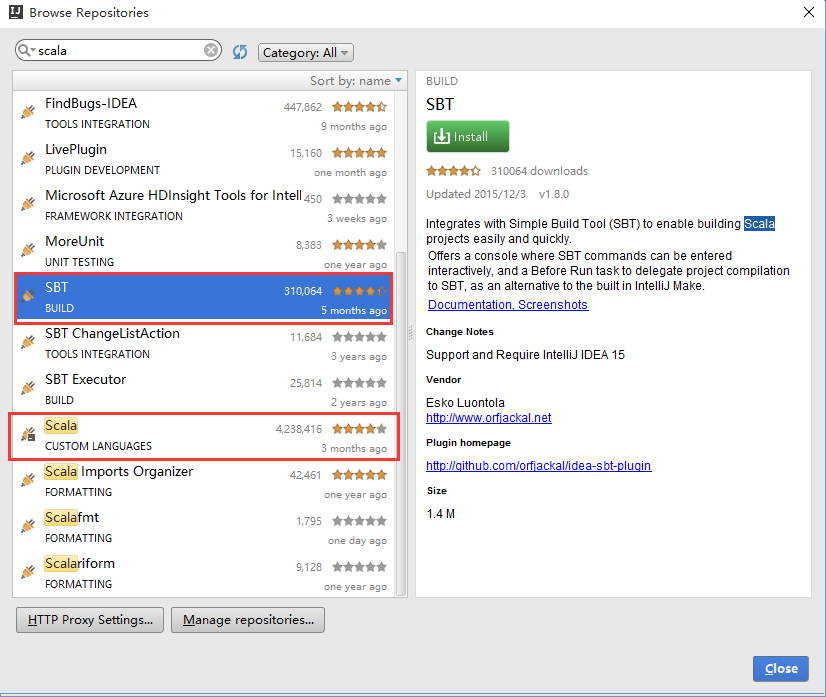 Browse Repositories
scala
Category: All
Sort by: name
FindBugs-IDEA 447,862
TOOLS INTEGRATION 9 months ago
LivePlugin 15,160
PLUGIN DEVELOPMENT one month ago
Microsoft Azure HDInsight Tools for Intell 450
FRAMEWORK INTEGRATION 3 weeks ago
MoreUnit 8,383
UNIT TESTING one year ago
SBT 310,064
BUILD 5 months ago
SBT ChangeListAction 11,684
TOOLS INTEGRATION 3 years ago
SBT Executor 25,814
BUILD 2 years ago
Scala 4,238,416
CUSTOM LANGUAGES 3 months ago
Scala Imports Organizer 42,461
FORMATTING one year ago
Scalafmt 1,795
FORMATTING one day ago
Scalariform 9,128
FORMATTING one year ago
BUILD
SBT
Install
310064 downloads
Updated 2015/12/3 v1.8.0
Integrates with Simple Build Tool (SBT) to enable building Scala
projects easily and quickly.
Offers a console where SBT commands can be entered
interactively, and a Before Run task to delegate project compilation
to SBT, as an alternative to the built in IntelliJ Make.
Documentation, Screenshots
Change Notes
Support and Require IntelliJ IDEA 15
Vendor
Esko Luontola
http://www.orfjackal.net
Plugin homepage
http://github.com/orfjackal/idea-sbt-plugin
Size
1.4 M
HTTP Proxy Settings... Manage repositories...
Close